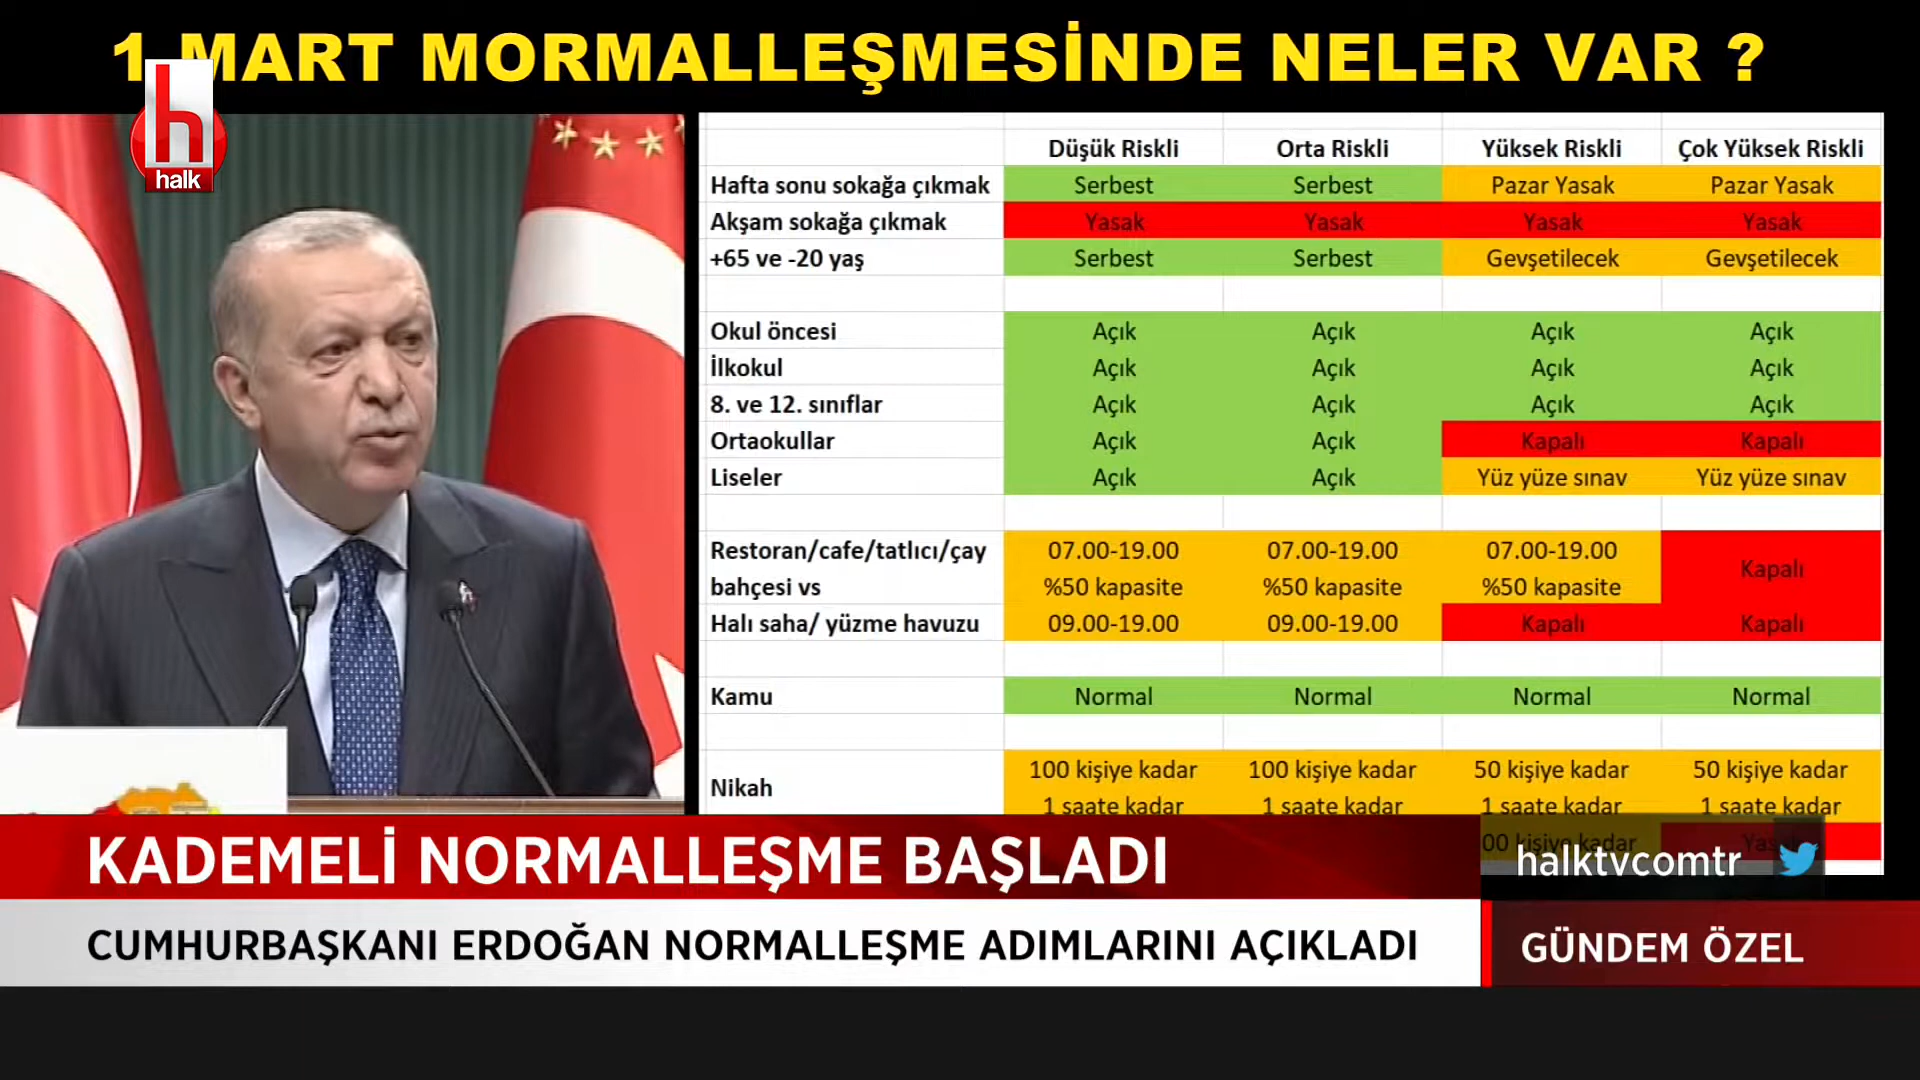 1 MART MORMALLEŞMESİNDE NELER VAR ?
h
halk
Düşük Riskli Orta Riskli Yüksek Riskli Çok Yüksek Riskli
Hafta sonu sokağa çıkmak Serbest Serbest Pazar Yasak Pazar Yasak
Akşam sokağa çıkmak Yasak Yasak Yasak Yasak
+65 ve -20 yaş Serbest Serbest Gevşetilecek Gevşetilecek
Okul öncesi Açık Açık Açık Açık
İlkokul Açık Açık Açık Açık
8. ve 12. sınıflar Açık Açık Açık Açık
Ortaokullar Açık Açık Kapalı Kapalı
Liseler Açık Açık Yüz yüze sınav Yüz yüze sınav
Restoran/cafe/tatlıcı/çay 07.00-19.00 07.00-19.00 07.00-19.00 Kapalı
bahçesi vs %50 kapasite %50 kapasite %50 kapasite
Halı saha/ yüzme havuzu 09.00-19.00 09.00-19.00 Kapalı Kapalı
Kamu Normal Normal Normal Normal
Nikah 100 kişiye kadar 100 kişiye kadar 50 kişiye kadar 50 kişiye kadar
1 saate kadar 1 saate kadar 1 saate kadar 1 saate kadar
kişiye kadar
KADEMELİ NORMALLEŞME BAŞLADI
halktvcomtr
CUMHURBAŞKANI ERDOĞAN NORMALLEŞME ADIMLARINI AÇIKLADI
GÜNDEM ÖZEL